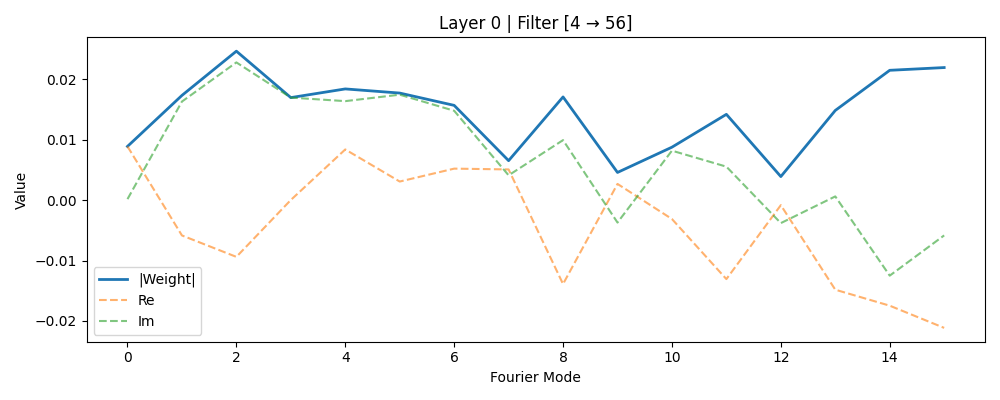 Layer 0 | Filter [4 → 56]
Value
0.02
0.01
0.00
−0.01
−0.02
|Weight|
Re
Im
0 2 4 6 8 10 12 14
Fourier Mode